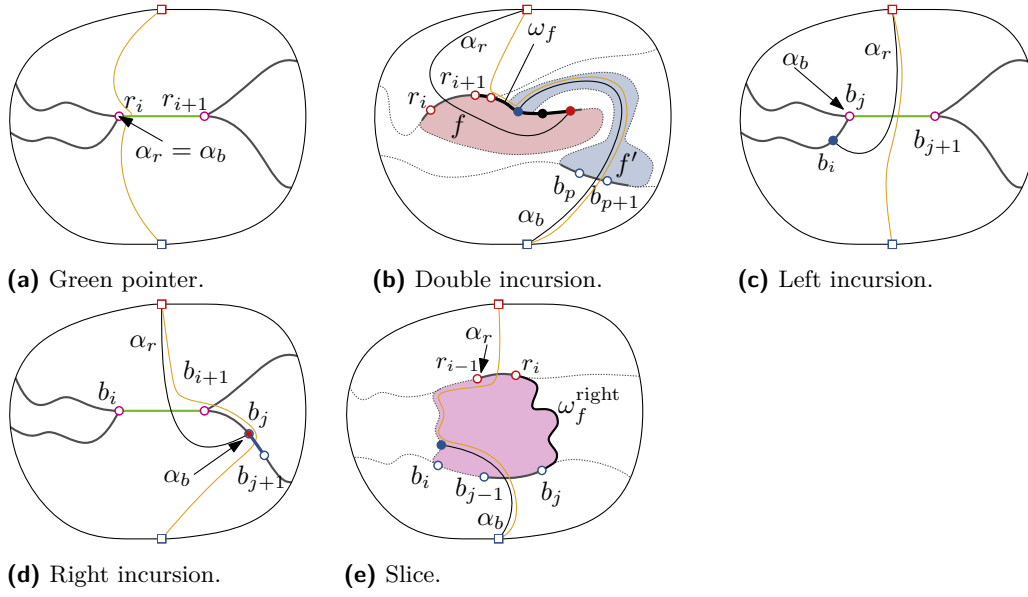 r_i r_{i+1}
α_r = α_b
(a) Green pointer.
α_r ω_f
r_i r_{i+1}
f
f′
b_p b_{p+1}
α_b
(b) Double incursion.
α_b α_r
b_j
b_i b_{j+1}
(c) Left incursion.
α_r
b_i b_{i+1}
b_j
α_b b_{j+1}
(d) Right incursion.
α_r
r_{i−1} r_i
ω_f^{right}
b_i b_{j−1} b_j
α_b
(e) Slice.